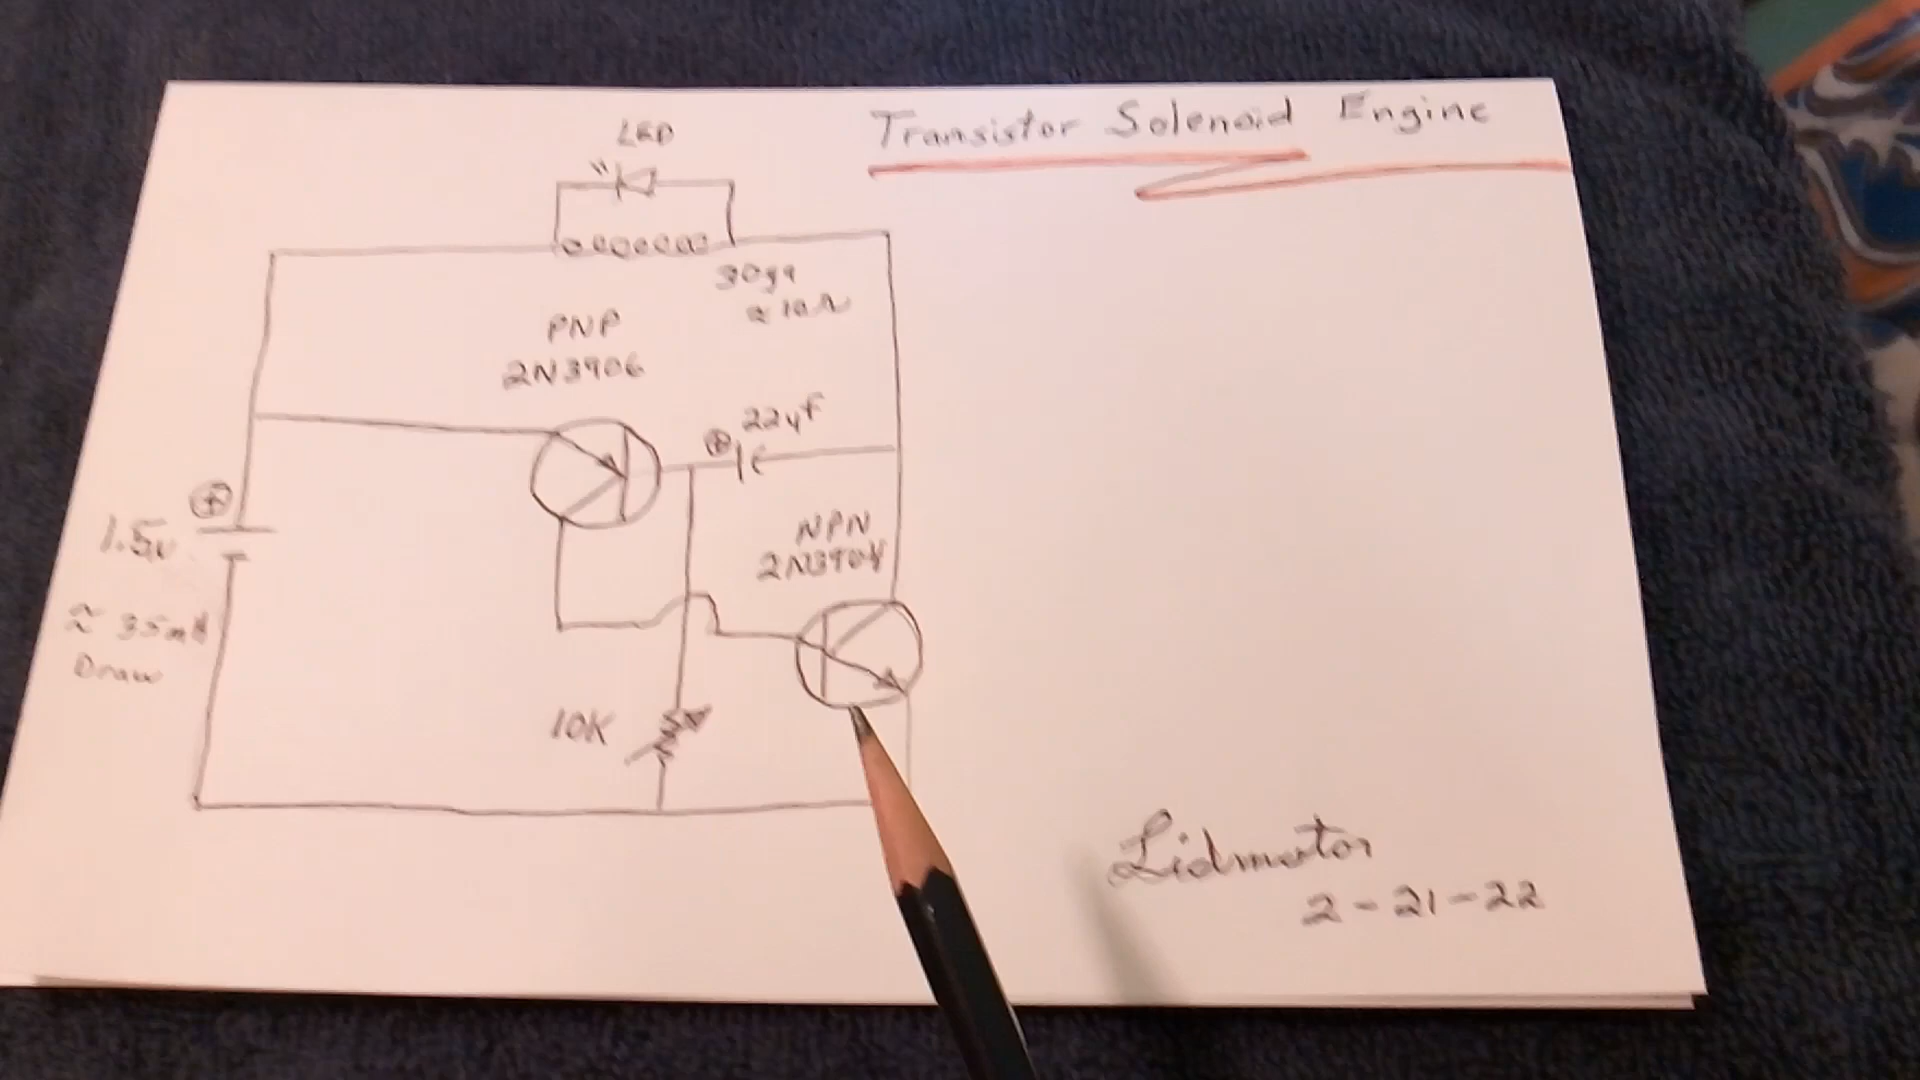 Transistor Solenoid Engine
LED
30ga
≈ 10Ω
PNP
2N3906
22uf
⊕
NPN
2N3904
⊕
1.5v
≈ 35mA
Draw
10K
Lidmotor
2-21-22